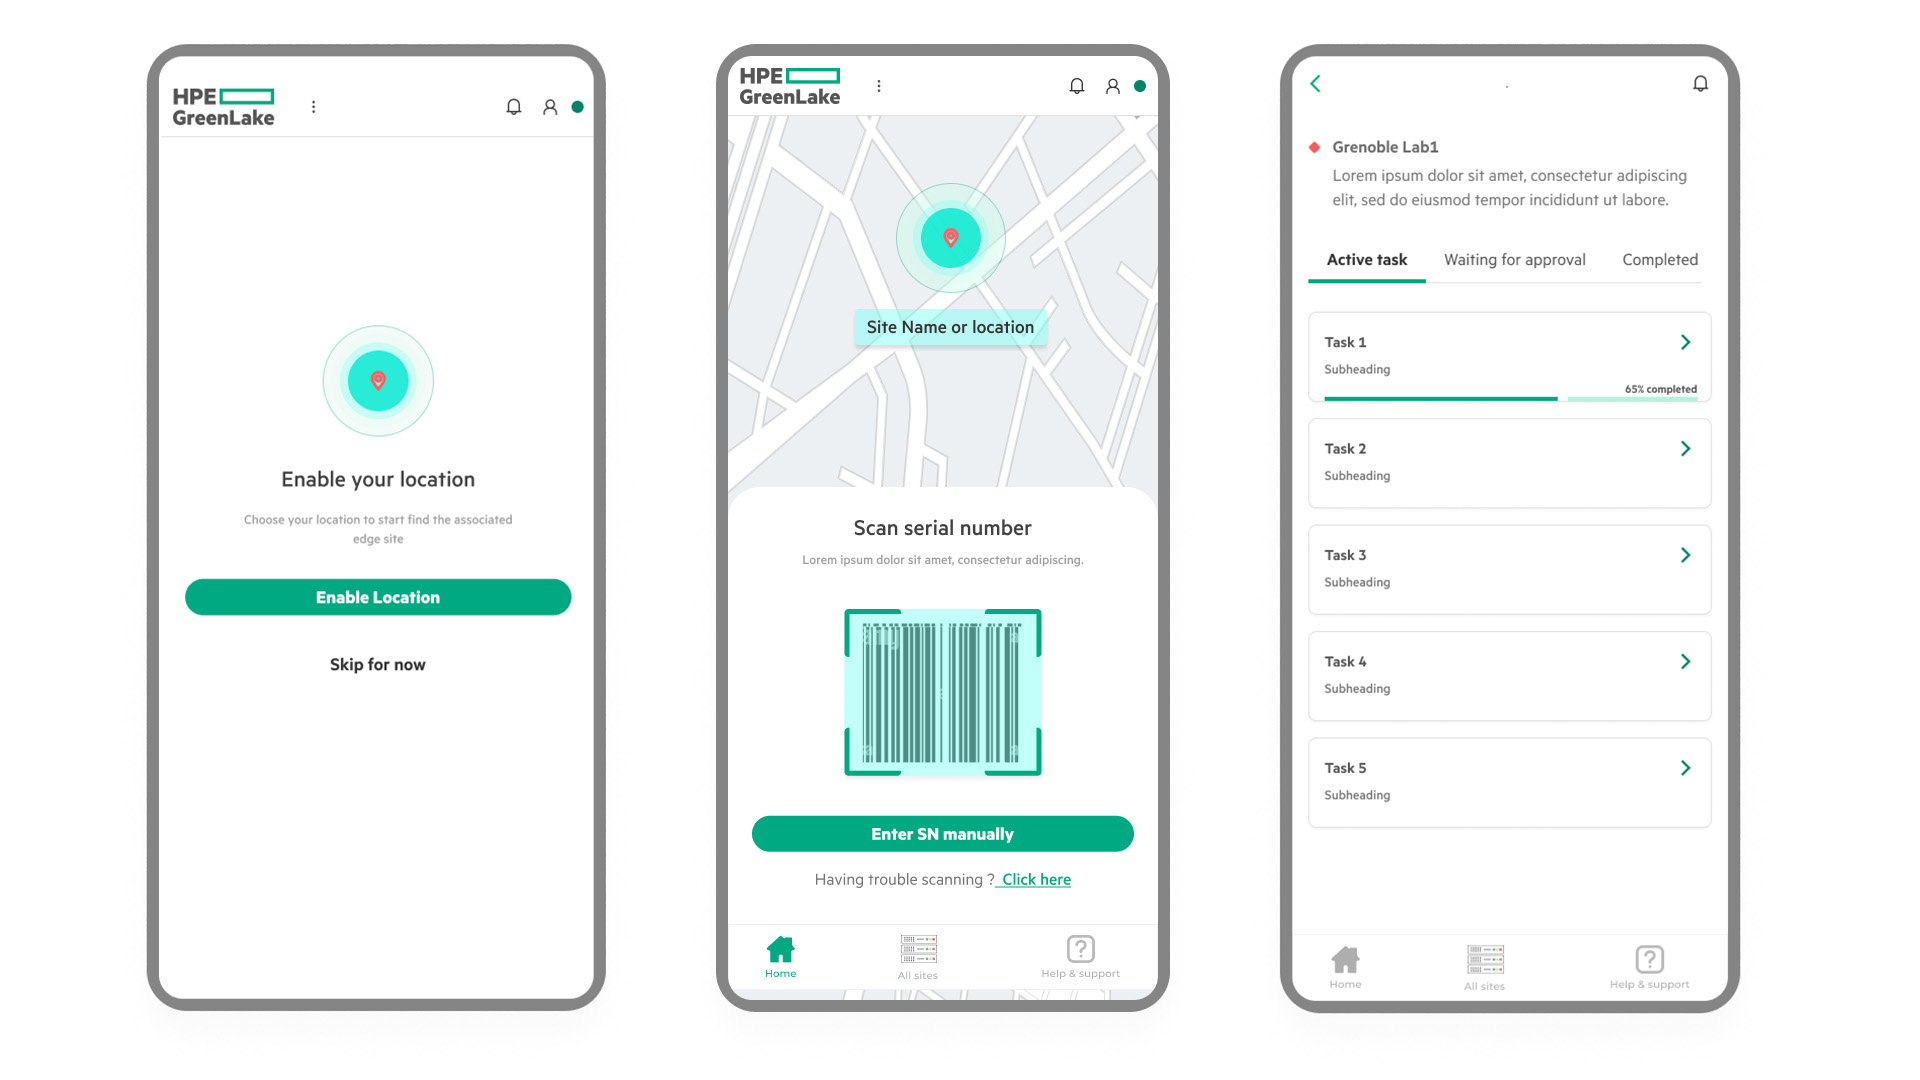 HPE
GreenLake
Enable your location
Choose your location to start find the associated
edge site
Enable Location
Skip for now
HPE
GreenLake
Site Name or location
Scan serial number
Lorem ipsum dolor sit amet, consectetur adipiscing.
Enter SN manually
Having trouble scanning ? Click here
Home
All sites
Help & support
Grenoble Lab1
Lorem ipsum dolor sit amet, consectetur adipiscing
elit, sed do eiusmod tempor incididunt ut labore.
Active task
Waiting for approval
Completed
Task 1
Subheading
65% completed
Task 2
Subheading
Task 3
Subheading
Task 4
Subheading
Task 5
Subheading
Home
All sites
Help & support